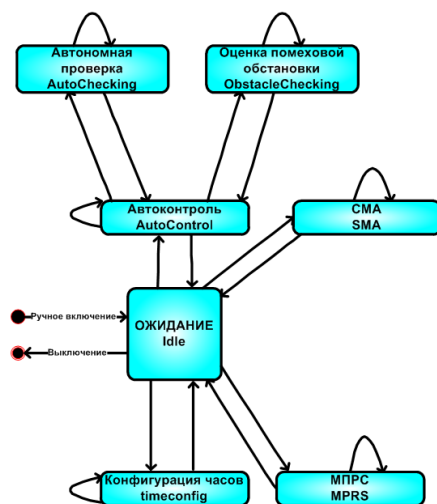 Автономная
проверка
AutoChecking
Оценка помеховой
обстановки
ObstacleChecking
Автоконтроль
AutoControl
СМА
SMA
Ручное включение
ОЖИДАНИЕ
Idle
Выключение
Конфигурация часов
timeconfig
МПРС
MPRS